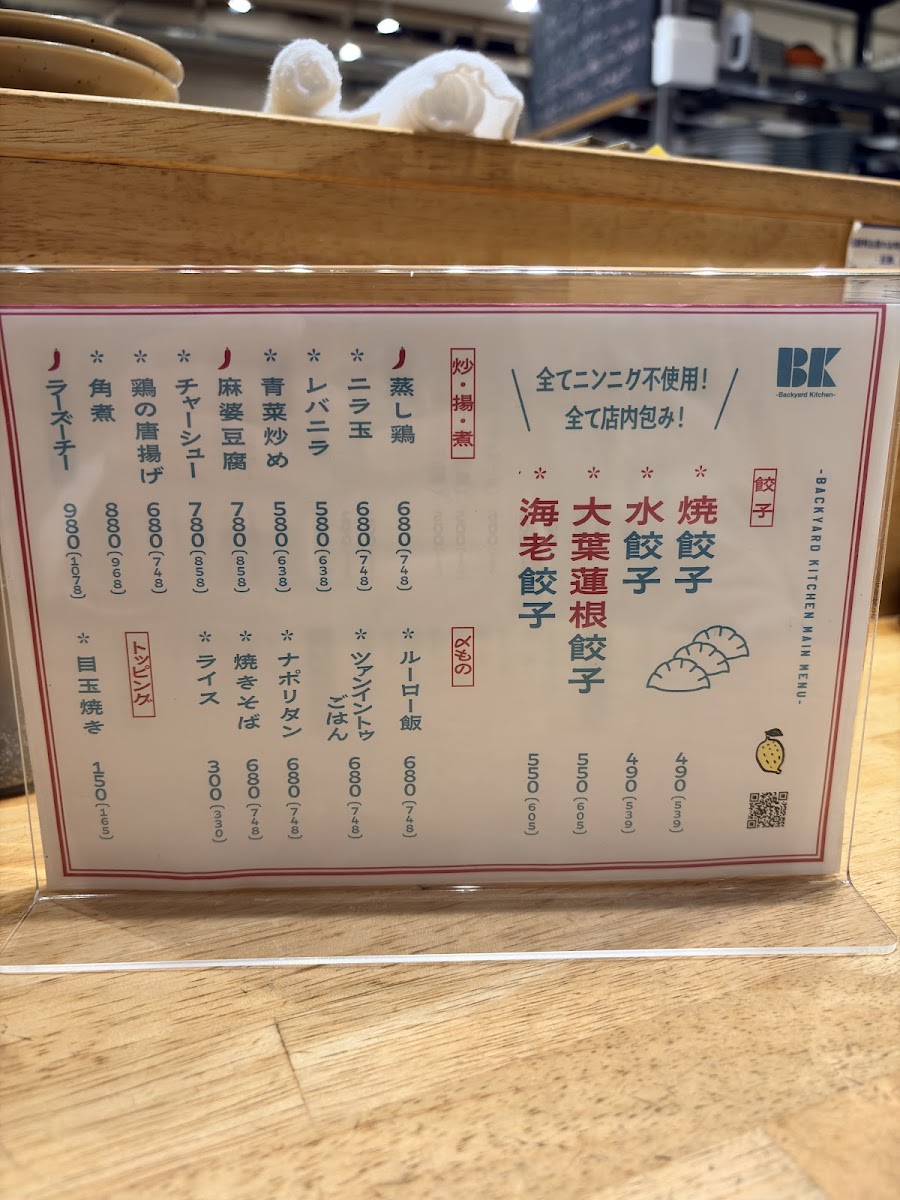 BK
-Backyard Kitchen-
-BACKYARD KITCHEN MAIN MENU-
全てニンニク不使用!
全て店内包み!
餃子
*焼餃子 490(539)
*水餃子 490(539)
*大葉蓮根餃子 550(605)
*海老餃子 550(605)
炒・揚・煮
蒸し鶏 680(748)
*ニラ玉 680(748)
*レバニラ 580(638)
*青菜炒め 580(638)
麻婆豆腐 780(858)
*チャーシュー 780(858)
*鶏の唐揚げ 680(748)
*角煮 880(968)
ラーズーチー 980(1078)
〆もの
*ルーロー飯 680(748)
*ツァンイントゥ
ごはん 680(748)
*ナポリタン 680(748)
*焼きそば 680(748)
*ライス 300(330)
トッピング
*目玉焼き 150(165)